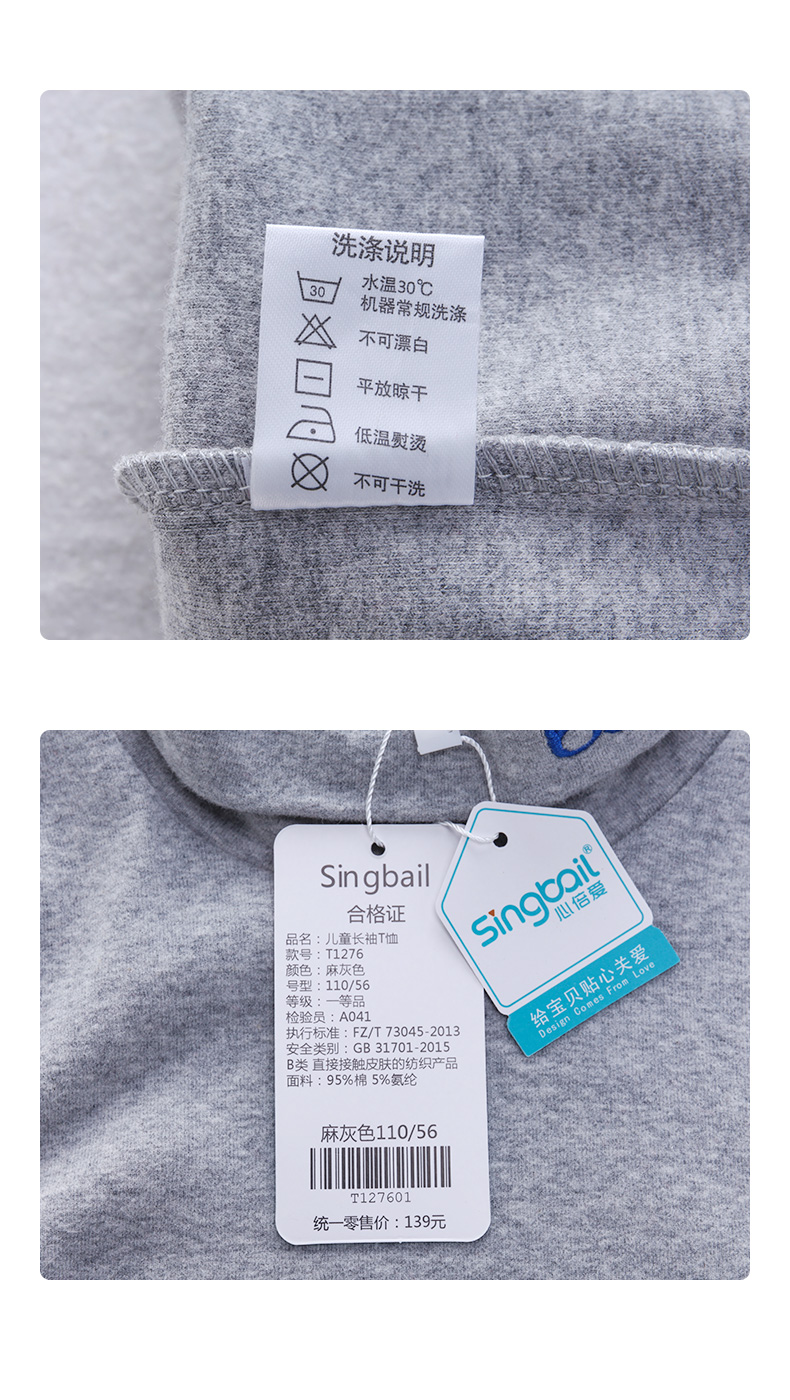 洗涤说明
30
水温30℃
机器常规洗涤
不可漂白
平放晾干
低温熨烫
不可干洗
Singbail
合格证
品名：儿童长袖T恤
款号：T1276
颜色：麻灰色
号型：110/56
等级：一等品
检验员：A041
执行标准：FZ/T 73045-2013
安全类别：GB 31701-2015
B类 直接接触皮肤的纺织产品
面料：95%棉 5%氨纶
麻灰色110/56
T127601
统一零售价：139元
singbail®
心倍爱
给宝贝贴心关爱
Design Comes From Love